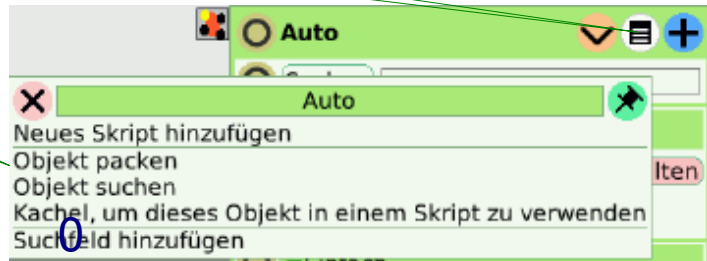 Auto
Auto
Neues Skript hinzufügen
Objekt packen
lten
Objekt suchen
Kachel, um dieses Objekt in einem Skript zu verwenden
0
Suchfeld hinzufügen